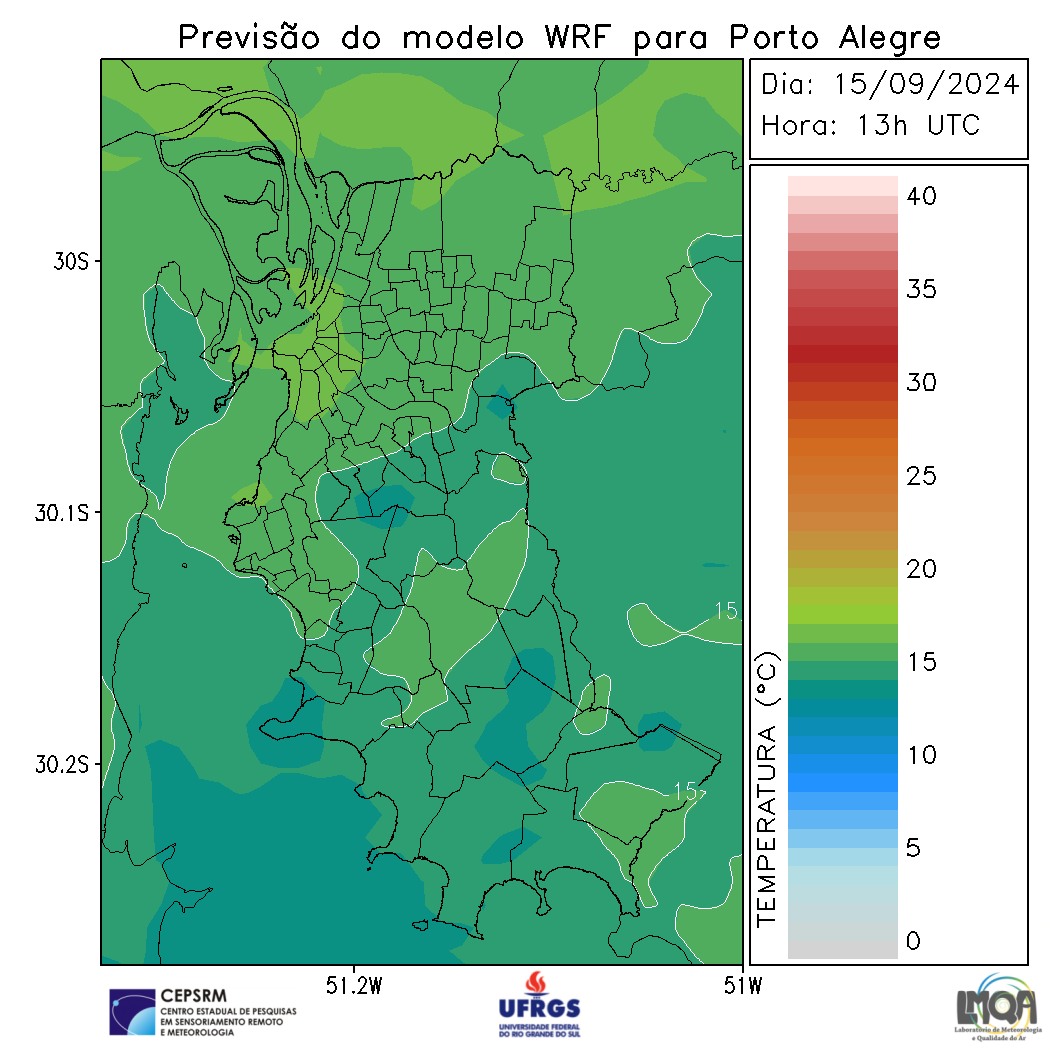 Previsão do modelo WRF para Porto Alegre
Dia: 15/09/2024
Hora: 13h UTC
40
35
30
25
20
15
10
5
0
TEMPERATURA (°C)
30S
30.1S
30.2S
51.2W
51W
15
15
CEPSRM
CENTRO ESTADUAL DE PESQUISAS
EM SENSORIAMENTO REMOTO
E METEOROLOGIA
UFRGS
UNIVERSIDADE FEDERAL
DO RIO GRANDE DO SUL
LMQA
Laboratório de Meteorologia
e Qualidade do Ar